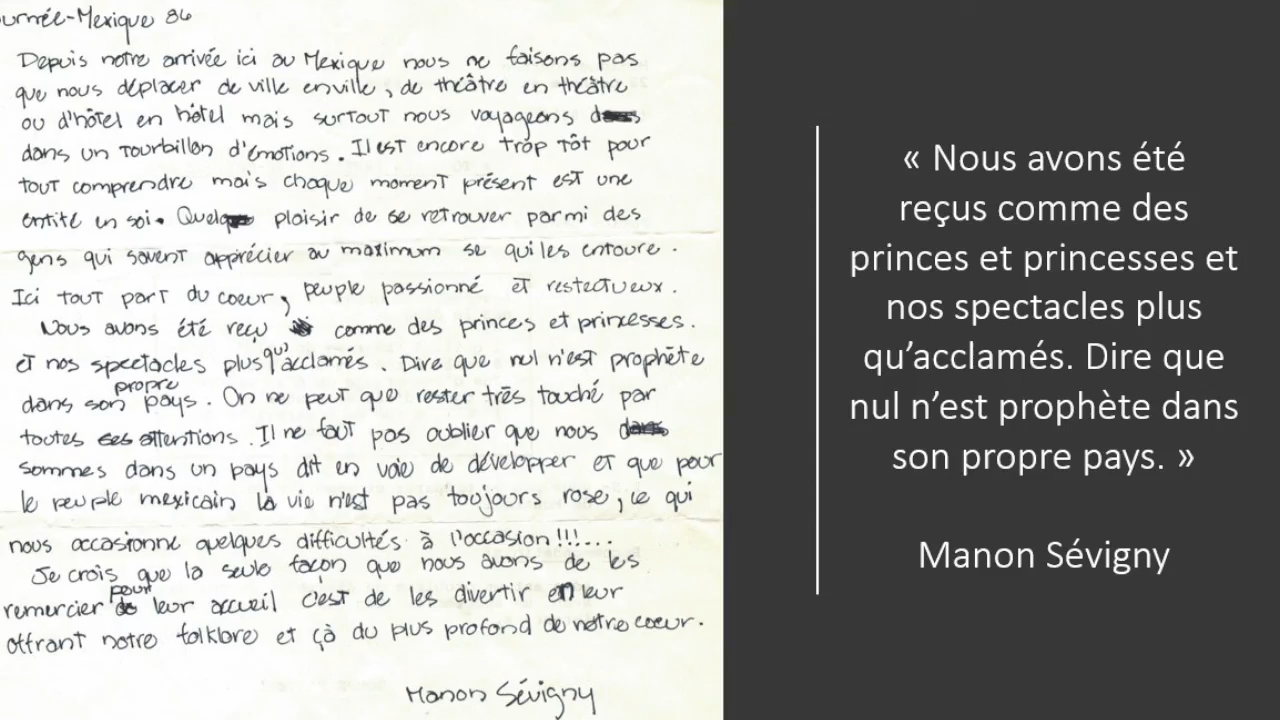 urnée-Mexique 86
Depuis notre arrivée ici au Mexique nous ne faisons pas
que nous déplacer de ville en ville, de théâtre en théâtre
ou d'hôtel en hôtel mais surtout nous voyageons
dans un tourbillon d'émotions. Il est encore trop tôt pour
tout comprendre mais chaque moment présent est une
entité en soi. Quel plaisir de se retrouver parmi des
gens qui savent apprécier au maximum se qui les entoure.
Ici tout part du coeur, peuple passionné et restectueux.
Nous avons été reçu comme des princes et princesses.
et nos spectacles plus qu'acclamés. Dire que nul n'est prophète
dans son propre pays. On ne peut que rester très touché par
toutes ses attentions. Il ne faut pas oublier que nous
sommes dans un pays dit en voie de développer et que pour
le peuple mexicain la vie n'est pas toujours rose, ce qui
nous occasionne quelques difficultés à l'occasion!!!...
Je crois que la seule façon que nous avons de les
remercier pour leur accueil c'est de les divertir en leur
offrant notre folklore et çà du plus profond de notre coeur.
Manon Sévigny
« Nous avons été
reçus comme des
princes et princesses et
nos spectacles plus
qu'acclamés. Dire que
nul n'est prophète dans
son propre pays. »
Manon Sévigny